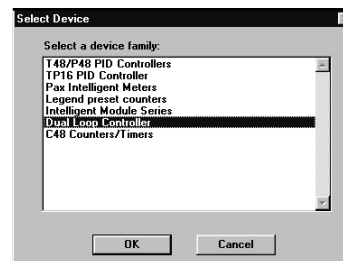 Select Device
Select a device family:
T48/P48 PID Controllers
TP16 PID Controller
Pax Intelligent Meters
Legend preset counters
Intelligent Module Series
Dual Loop Controller
C48 Counters/Timers
OK
Cancel